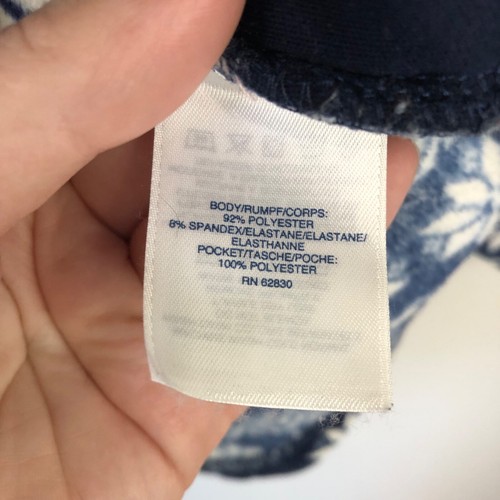 BODY/RUMPF/CORPS:
92% POLYESTER
8% SPANDEX/ELASTANE/ELASTANE/
ELASTHANNE
POCKET/TASCHE/POCHE:
100% POLYESTER
RN 62830